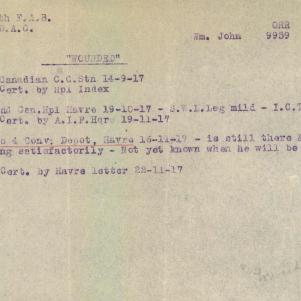 th F.A.B. ORR
D.A.C. Wm. John 9939
"WOUNDED"
Canadian C.C.Stn 14-9-17
Cert. by Hpl Index
nd Gen.Hpl Havre 19-10-17 - S.W.L.Leg mild - I.C.T
Cert. by A.I.F.Hqrs 19-11-17
o 4 Conv: Depot, Havre 16-11-17 - is still there &
ng satisfactorily - Not yet known when he will be
Cert. by Havre letter 22-11-17